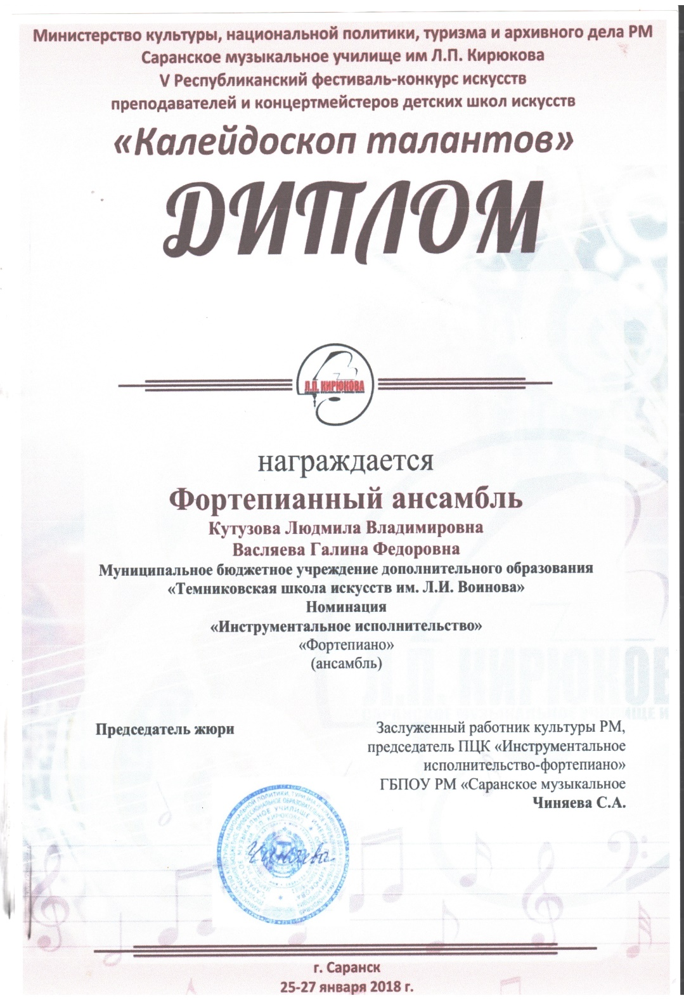 Министерство культуры, национальной политики, туризма и архивного дела РМ
Саранское музыкальное училище им Л.П. Кирюкова
V Республиканский фестиваль-конкурс искусств
преподавателей и концертмейстеров детских школ искусств
«Калейдоскоп талантов»
ДИПЛОМ
Л.П. КИРЮКОВА
награждается
Фортепианный ансамбль
Кутузова Людмила Владимировна
Васляева Галина Федоровна
Муниципальное бюджетное учреждение дополнительного образования
«Темниковская школа искусств им. Л.И. Воинова»
Номинация
«Инструментальное исполнительство»
«Фортепиано»
(ансамбль)
Председатель жюри
Заслуженный работник культуры РМ,
председатель ПЦК «Инструментальное
исполнительство-фортепиано»
ГБПОУ РМ «Саранское музыкальное
Чиняева С.А.
Чиняева
г. Саранск
25-27 января 2018 г.